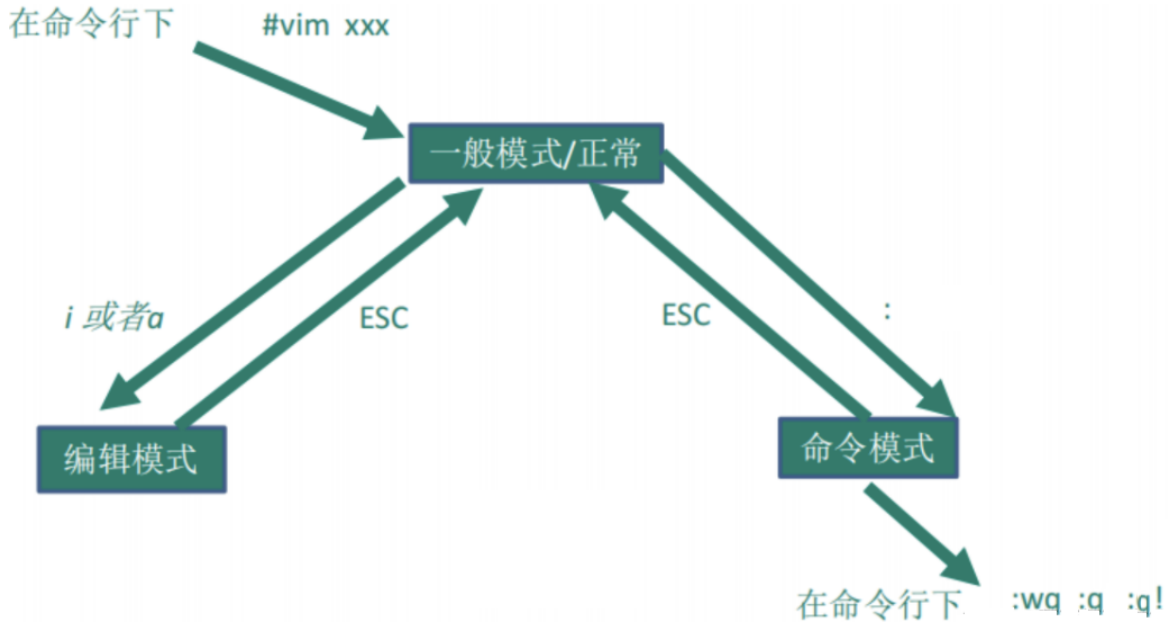 在命令行下 #vim xxx
一般模式/正常
i 或者a
ESC
ESC
:
编辑模式
命令模式
在命令行下 :wq :q :q!